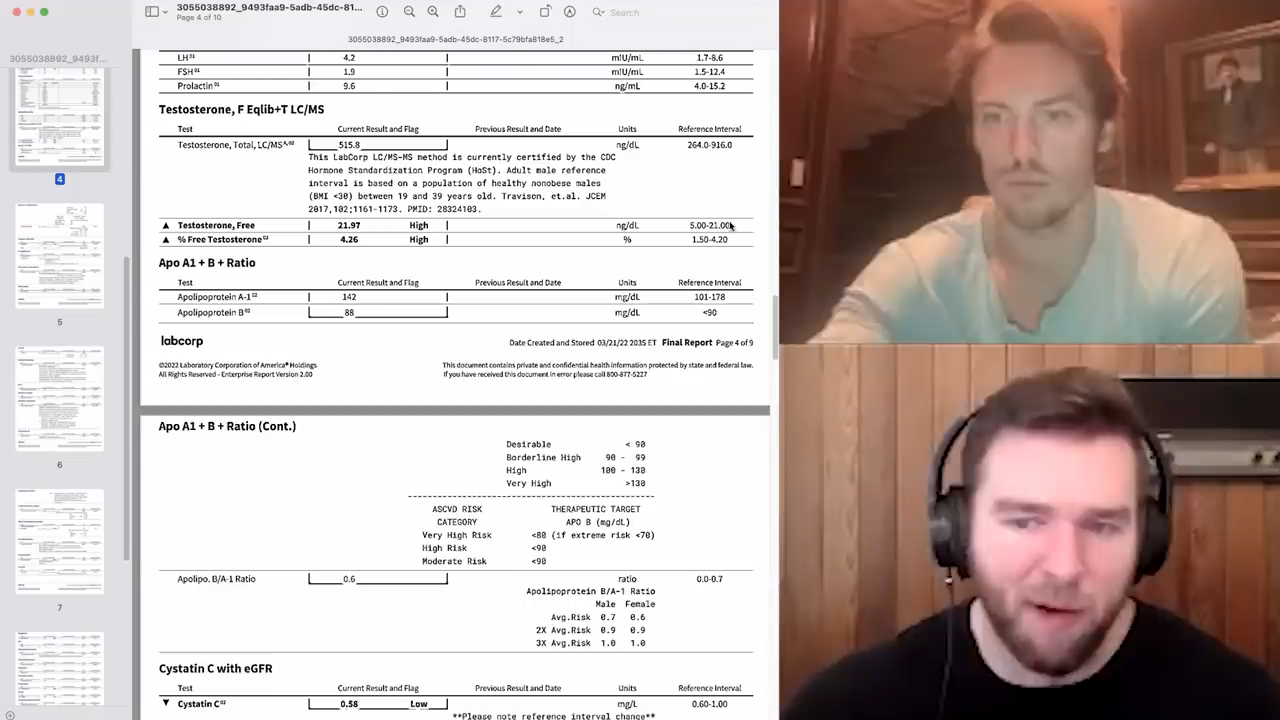 3055038892_9493faa9-5adb-45dc-81...
Page 4 of 10
Search
3055038892_9493f...
3055038892_9493faa9-5adb-45dc-8117-5c79bfa818e5_2
LH 01 4.2 mIU/mL 1.7-8.6
FSH 01 1.9 mIU/mL 1.5-12.4
Prolactin 01 9.6 ng/mL 4.0-15.2
Testosterone, F Eqlib+T LC/MS
Test Current Result and Flag Previous Result and Date Units Reference Interval
Testosterone, Total, LC/MS A,02 515.8 ng/dL 264.0-916.0
This LabCorp LC/MS-MS method is currently certified by the CDC
Hormone Standardization Program (HoSt). Adult male reference
interval is based on a population of healthy nonobese males
(BMI <30) between 19 and 39 years old. Travison, et.al. JCEM
2017,102;1161-1173. PMID: 28324103.
▲ Testosterone, Free 21.97 High ng/dL 5.00-21.00
▲ % Free Testosterone 02 4.26 High % 1.50-4.20
Apo A1 + B + Ratio
Test Current Result and Flag Previous Result and Date Units Reference Interval
Apolipoprotein A-1 02 142 mg/dL 101-178
Apolipoprotein B 02 88 mg/dL <90
labcorp
Date Created and Stored 03/21/22 2035 ET Final Report Page 4 of 9
©2022 Laboratory Corporation of America® Holdings
All Rights Reserved - Enterprise Report Version 2.00
This document contains private and confidential health information protected by state and federal law.
If you have received this document in error please call 800-877-5227
Apo A1 + B + Ratio (Cont.)
Desirable < 90
Borderline High 90 - 99
High 100 - 130
Very High >130
ASCVD RISK THERAPEUTIC TARGET
CATEGORY APO B (mg/dL)
Very High Risk <80 (if extreme risk <70)
High Risk <90
Moderate Risk <90
Apolipo. B/A-1 Ratio 0.6 ratio 0.0-0.7
Apolipoprotein B/A-1 Ratio
Male Female
Avg.Risk 0.7 0.6
2X Avg.Risk 0.9 0.9
3X Avg.Risk 1.0 1.0
Cystatin C with eGFR
Test Current Result and Flag Previous Result and Date Units Reference Interval
▼ Cystatin C 02 0.58 Low mg/L 0.60-1.00
**Please note reference interval change**
4
5
6
7